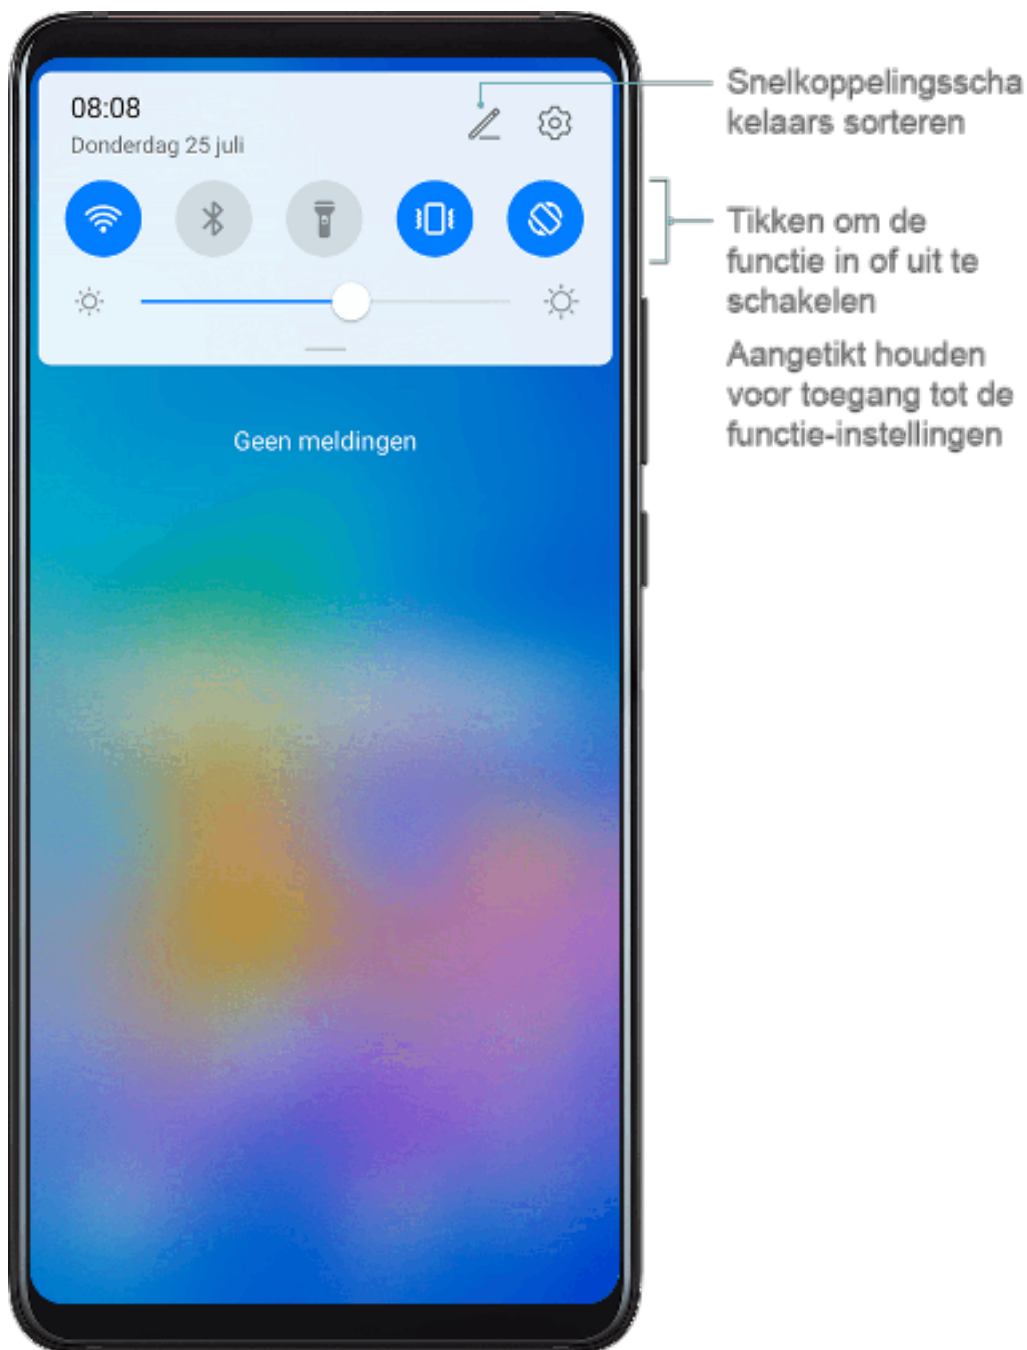 08:08
Donderdag 25 juli
Geen meldingen
Snelkoppelingsscha
kelaars sorteren
Tikken om de
functie in of uit te
schakelen
Aangetikt houden
voor toegang tot de
functie-instellingen